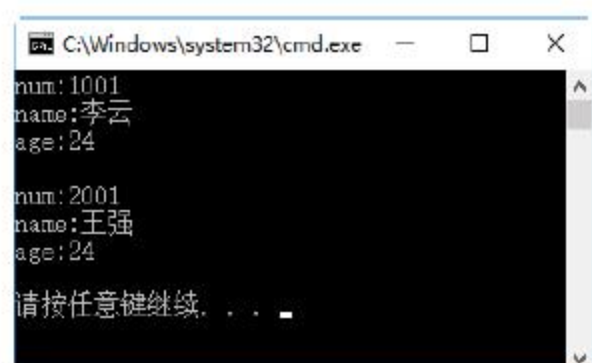 C:\Windows\system32\cmd.exe
num:1001
name:李云
age:24
num:2001
name:王强
age:24
请按任意键继续. . .